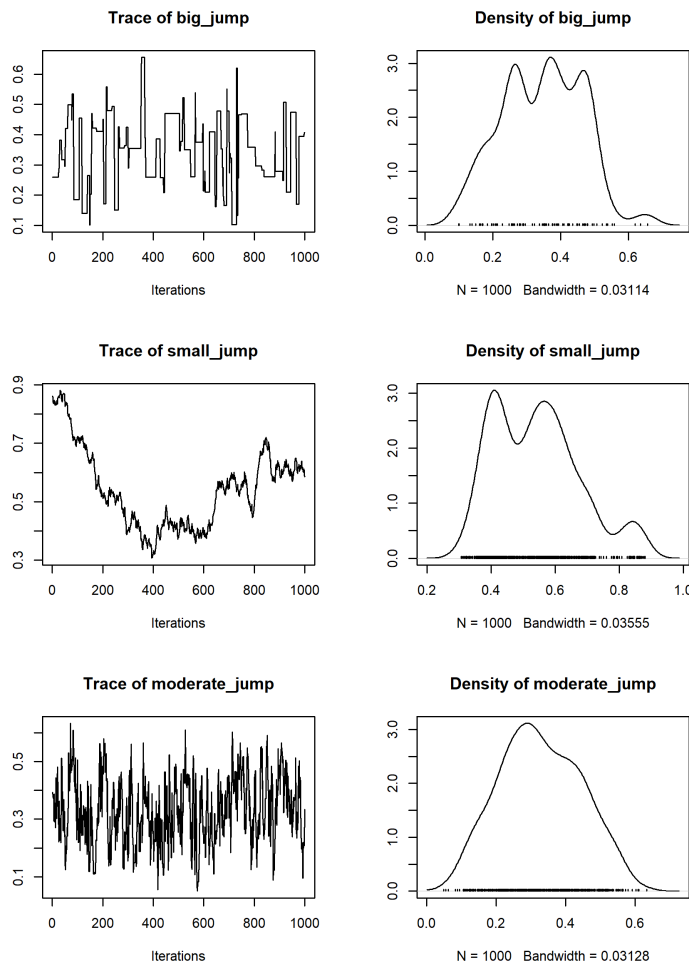 Trace of big_jump
0.1 0.2 0.3 0.4 0.5 0.6
0 200 400 600 800 1000
Iterations
Density of big_jump
0.0 1.0 2.0 3.0
0.0 0.2 0.4 0.6
N = 1000 Bandwidth = 0.03114
Trace of small_jump
0.3 0.5 0.7 0.9
0 200 400 600 800 1000
Iterations
Density of small_jump
0.0 1.0 2.0 3.0
0.2 0.4 0.6 0.8 1.0
N = 1000 Bandwidth = 0.03555
Trace of moderate_jump
0.1 0.3 0.5
0 200 400 600 800 1000
Iterations
Density of moderate_jump
0.0 1.0 2.0 3.0
0.0 0.2 0.4 0.6
N = 1000 Bandwidth = 0.03128